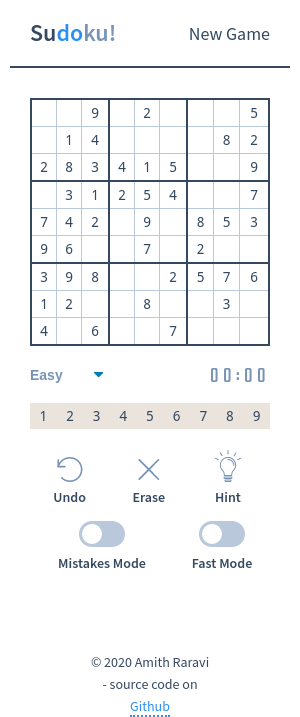 Sudoku!
New Game
9 2 5
1 4 8 2
2 8 3 4 1 5 9
3 1 2 5 4 7
7 4 2 9 8 5 3
9 6 7 2
3 9 8 2 5 7 6
1 2 8 3
4 6 7
Easy 00:00
1 2 3 4 5 6 7 8 9
Undo Erase Hint
Mistakes Mode Fast Mode
© 2020 Amith Raravi
- source code on
Github